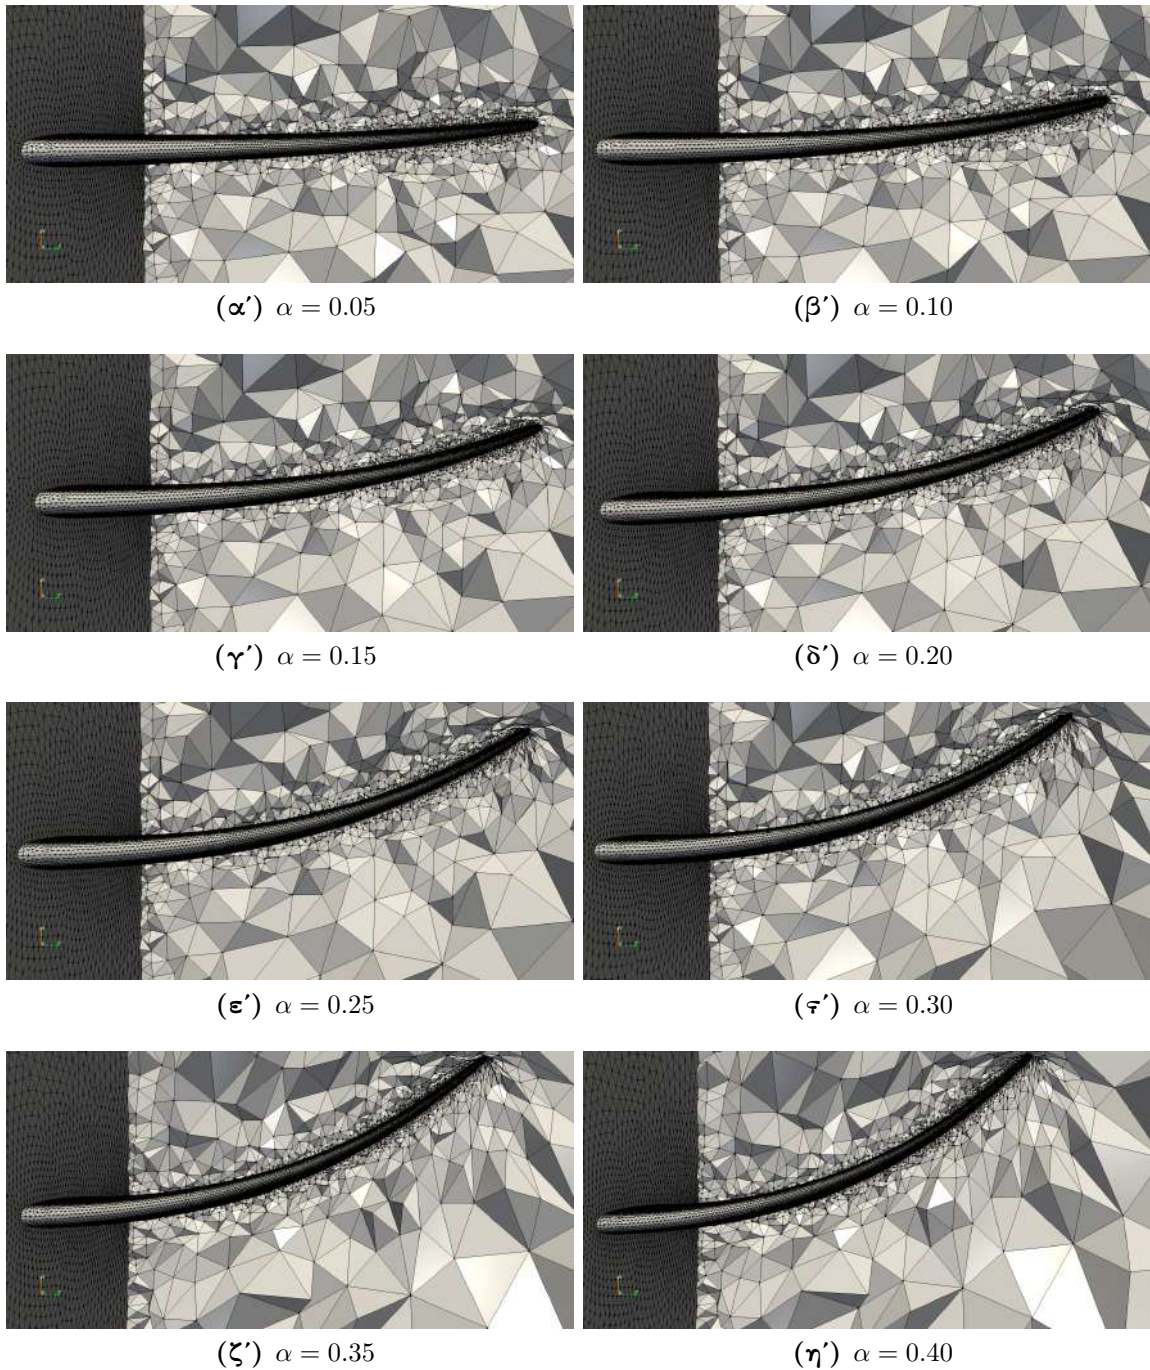 (α') α = 0.05
(β') α = 0.10
(γ') α = 0.15
(δ') α = 0.20
(ε') α = 0.25
(ϛ') α = 0.30
(ζ') α = 0.35
(η') α = 0.40